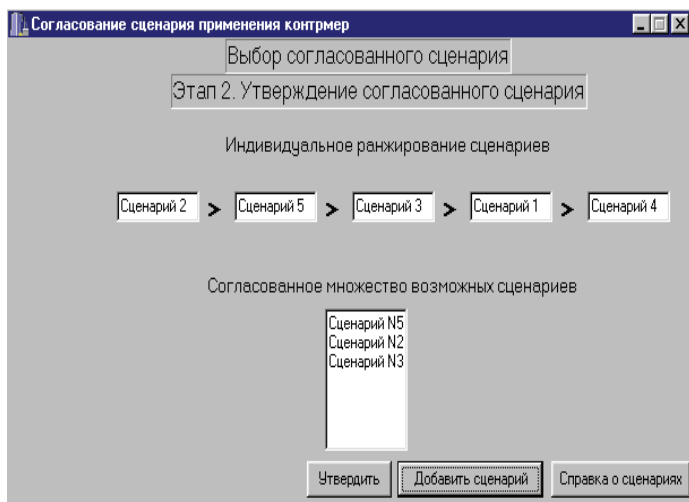 Согласование сценария применения контрмер
Выбор согласованного сценария
Этап 2. Утверждение согласованного сценария
Индивидуальное ранжирование сценариев
Сценарий 2 > Сценарий 5 > Сценарий 3 > Сценарий 1 > Сценарий 4
Согласованное множество возможных сценариев
Сценарий N5
Сценарий N2
Сценарий N3
Утвердить Добавить сценарий Справка о сценариях